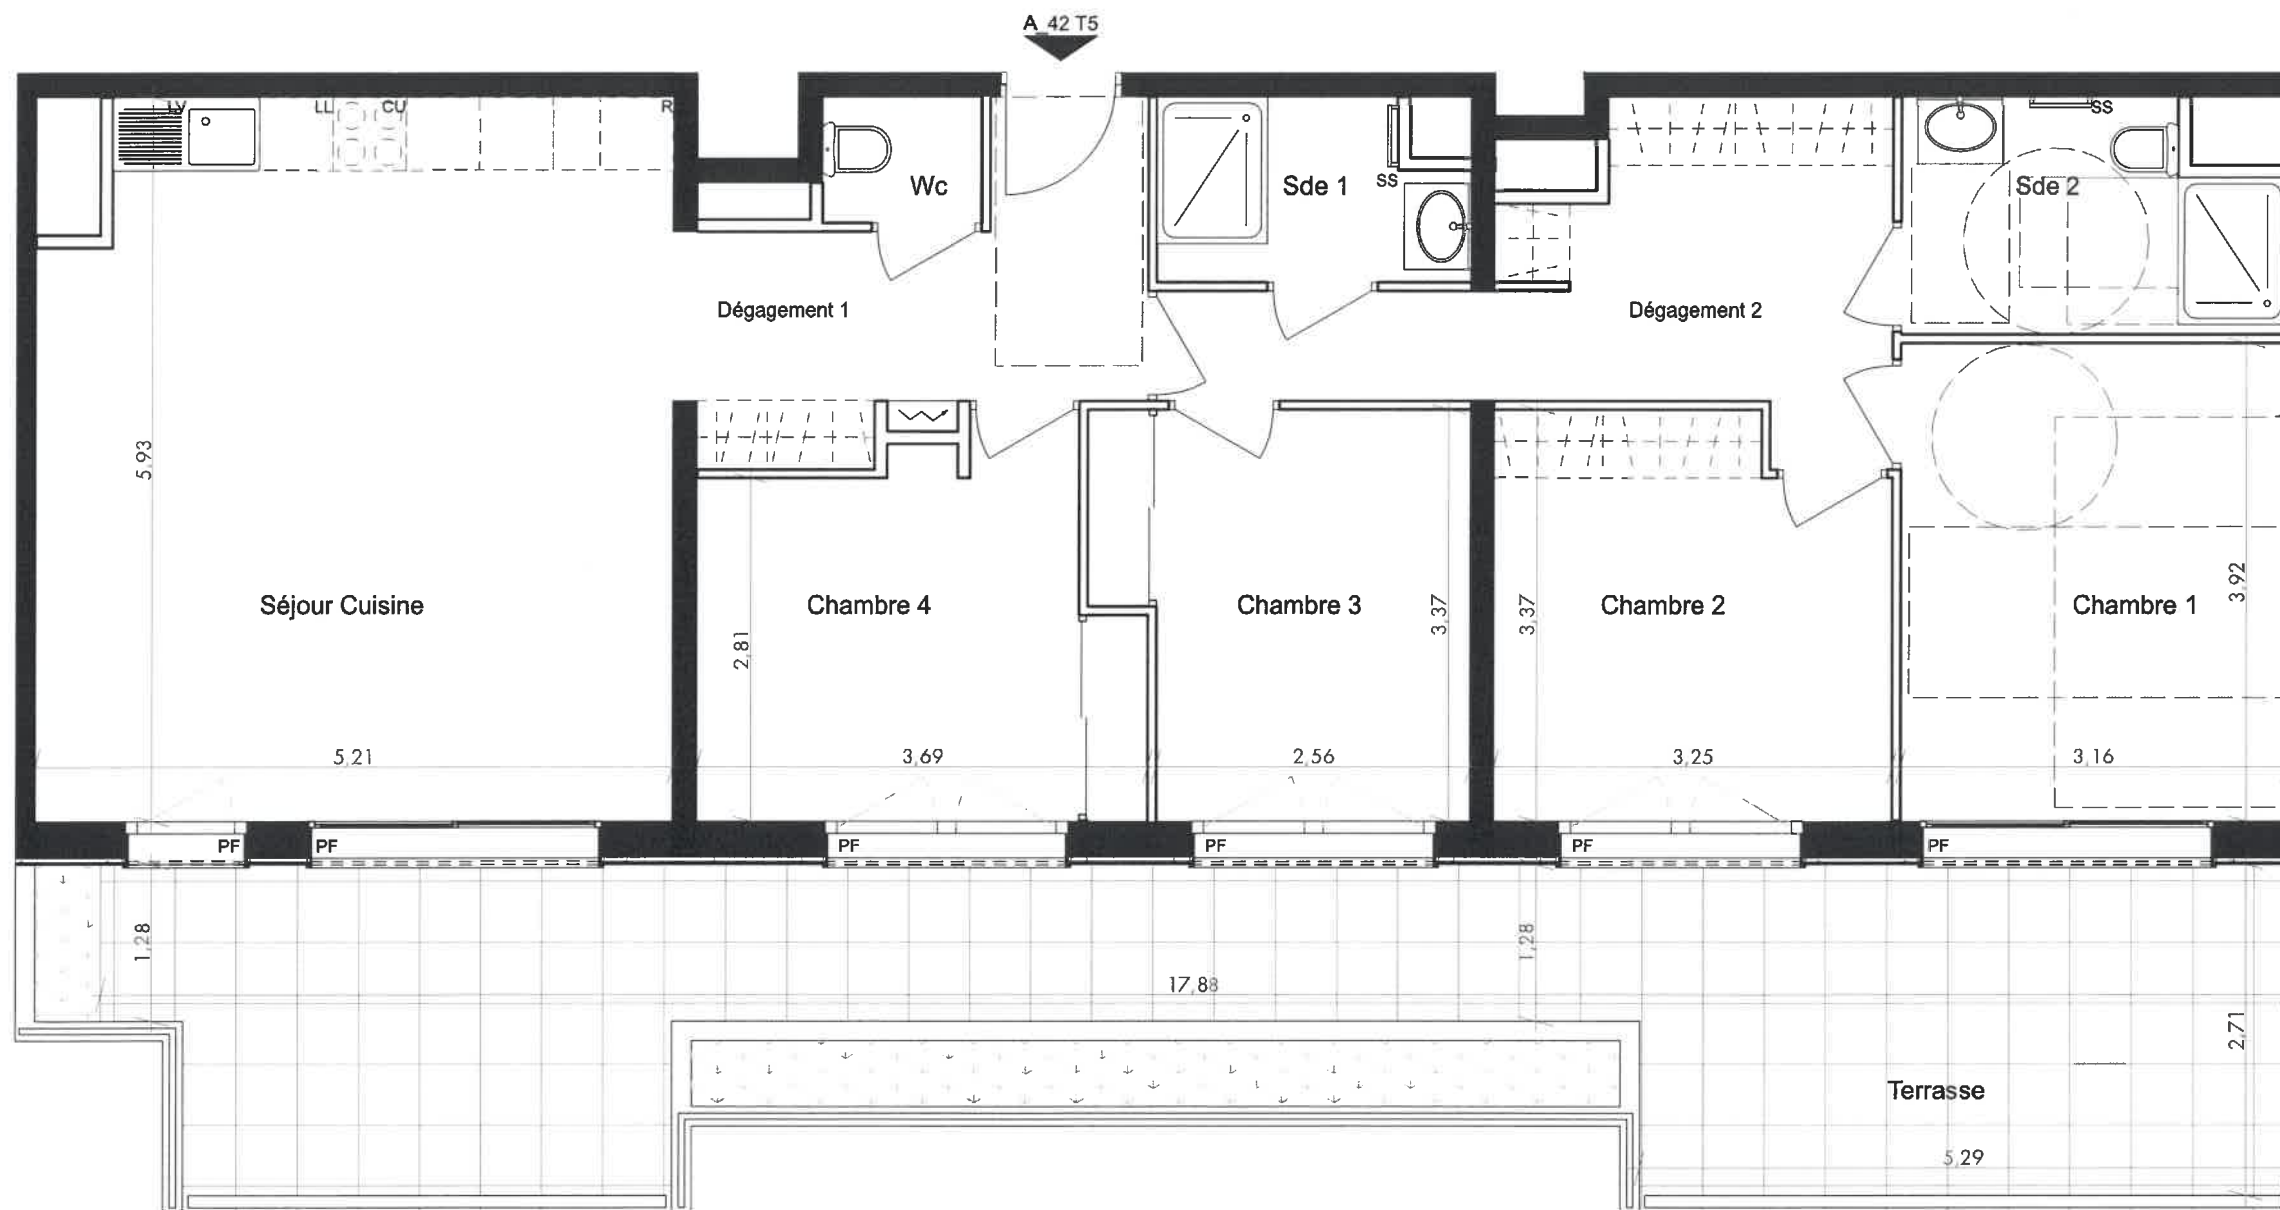 A_42 T5
LV
LL
CU
R
Wc
Sde 1
SS
SS
Sde 2
Dégagement 1
Dégagement 2
5,93
Séjour Cuisine
Chambre 4
Chambre 3
Chambre 2
Chambre 1
2,81
3,37
3,37
3,92
5,21
3,69
2,56
3,25
3,16
PF
PF
PF
PF
PF
PF
1,28
1,28
17,88
2,71
Terrasse
5,29